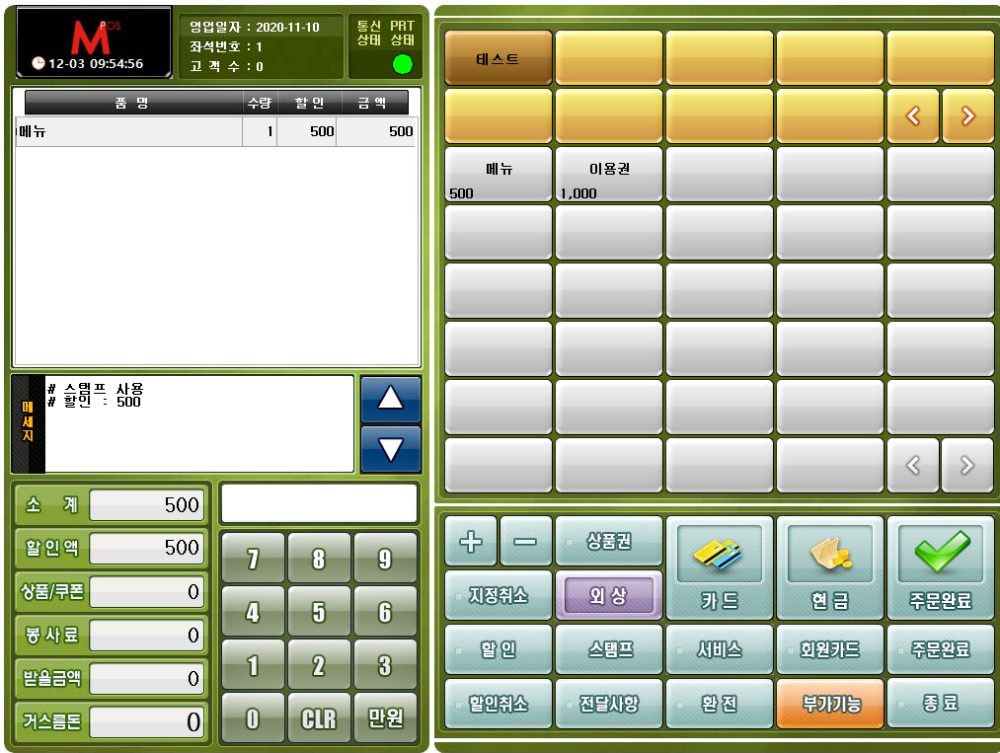 MPOS
12-03 09:54:56
영업일자 : 2020-11-10
좌석번호 : 1
고 객 수 : 0
통신 PRT
상태 상태
품 명 수량 할 인 금 액
메뉴 1 500 500
메세지
# 스탬프 사용
# 할인 : 500
소 계 500
할인액 500
상품/쿠폰 0
봉사료 0
받을금액 0
거스름돈 0
7 8 9
4 5 6
1 2 3
0 CLR 만원
테스트
< >
메뉴 이용권
500 1,000
< >
+ − 상품권
지정취소 외 상 카 드 현 금 주문완료
할 인 스탬프 서비스 회원카드 주문완료
할인취소 전달사항 환 전 부가기능 종 료